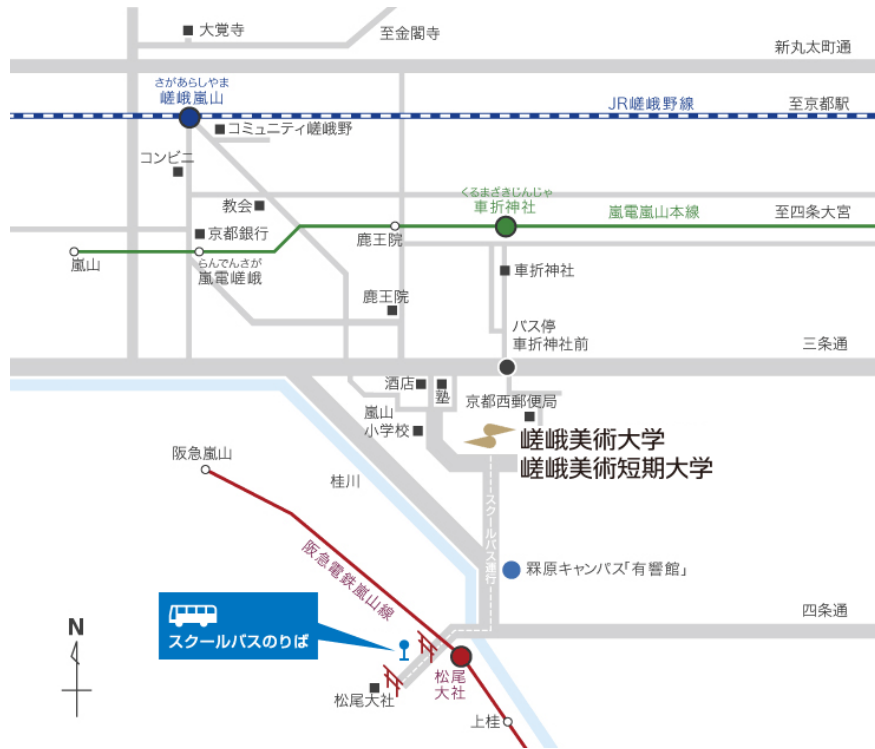 大覚寺
至金閣寺
新丸太町通
さがあらしやま
嵯峨嵐山
JR嵯峨野線
至京都駅
コミュニティ嵯峨野
コンビニ
くるまざきじんじゃ
車折神社
教会
嵐電嵐山本線
至四条大宮
京都銀行
鹿王院
嵐山
らんでんさが
嵐電嵯峨
車折神社
鹿王院
バス停
車折神社前
三条通
酒店
塾
京都西郵便局
嵐山
小学校
嵯峨美術大学
嵯峨美術短期大学
阪急嵐山
桂川
スクールバス運行
阪急電鉄嵐山線
罧原キャンパス「有響館」
四条通
スクールバスのりば
N
松尾
大社
松尾大社
上桂